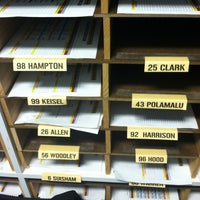 98 HAMPTON
25 CLARK
99 KEISEL
43 POLAMALU
26 ALLEN
92 HARRISON
56 WOODLEY
96 HOOD